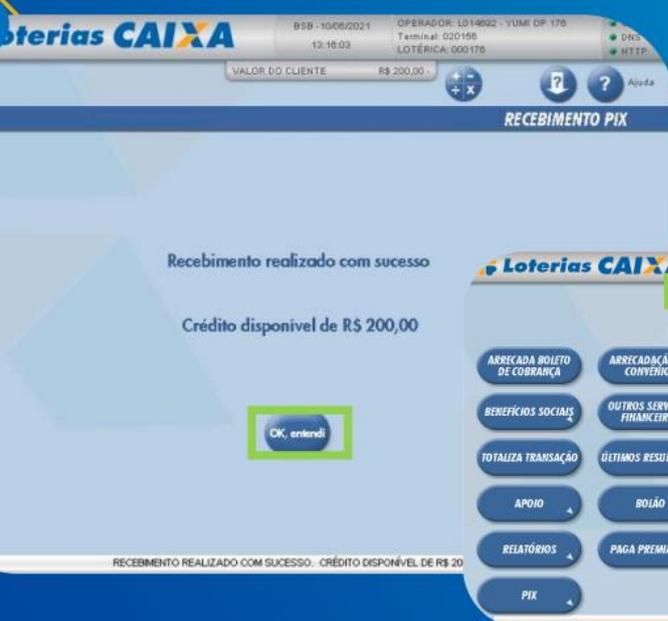 oterias CAIXA
BSB - 10/06/2021
13:16:03
OPERADOR: L014692 - YUMI DP 176
Terminal: 020156
LOTÉRICA: 000176
DNS
HTTP
VALOR DO CLIENTE R$ 200,00 -
? ? Ajuda
RECEBIMENTO PIX
Recebimento realizado com sucesso
Crédito disponível de R$ 200,00
OK, entendi
RECEBIMENTO REALIZADO COM SUCESSO. CRÉDITO DISPONÍVEL DE R$ 20
Loterias CAIXA
ARRECADA BOLETO
DE COBRANÇA
ARRECADAÇÃ
CONVÊNIO
BENEFÍCIOS SOCIAIS
OUTROS SERV
FINANCEIR
TOTALIZA TRANSAÇÃO
ÚLTIMOS RESUL
APOIO
BOLÃO
RELATÓRIOS
PAGA PREMIA
PIX